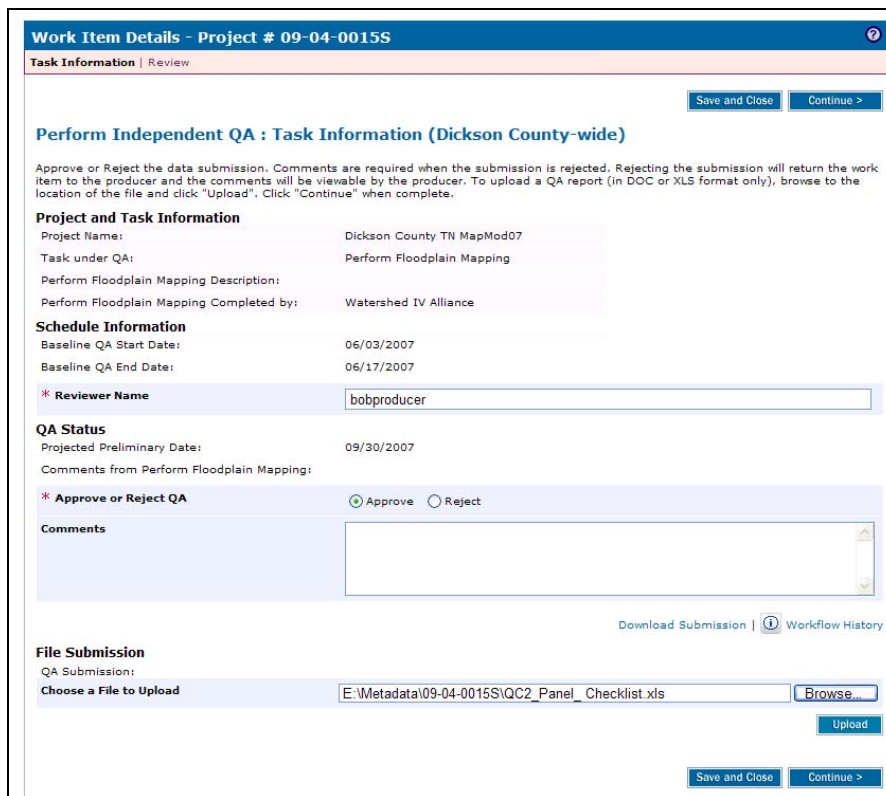 Work Item Details - Project # 09-04-0015S
?
Task Information | Review
Save and Close Continue >
Perform Independent QA : Task Information (Dickson County-wide)
Approve or Reject the data submission. Comments are required when the submission is rejected. Rejecting the submission will return the work
item to the producer and the comments will be viewable by the producer. To upload a QA report (in DOC or XLS format only), browse to the
location of the file and click "Upload". Click "Continue" when complete.
Project and Task Information
Project Name: Dickson County TN MapMod07
Task under QA: Perform Floodplain Mapping
Perform Floodplain Mapping Description:
Perform Floodplain Mapping Completed by: Watershed IV Alliance
Schedule Information
Baseline QA Start Date: 06/03/2007
Baseline QA End Date: 06/17/2007
* Reviewer Name bobproducer
QA Status
Projected Preliminary Date: 09/30/2007
Comments from Perform Floodplain Mapping:
* Approve or Reject QA Approve Reject
Comments
Download Submission | i Workflow History
File Submission
QA Submission:
Choose a File to Upload E:\Metadata\09-04-0015S\QC2_Panel_ Checklist.xls Browse...
Upload
Save and Close Continue >